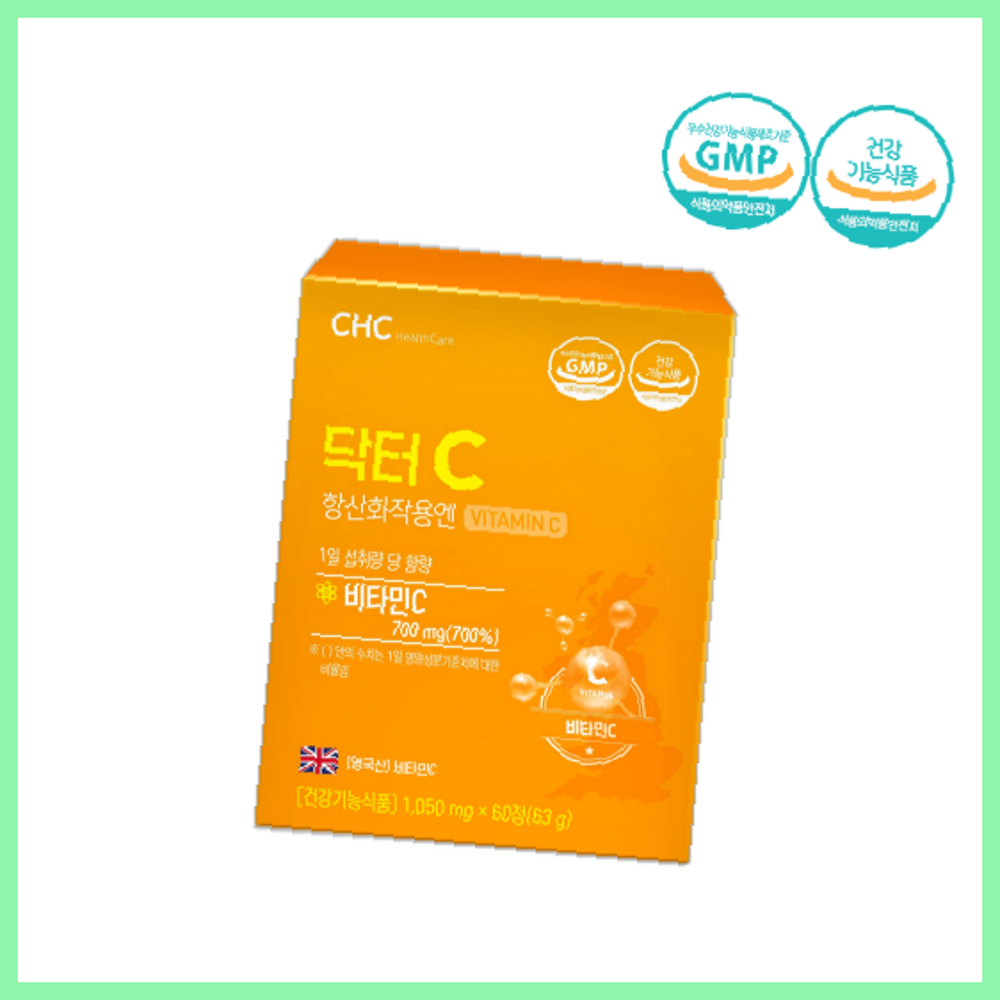 우수건강기능식품제조기준
GMP
식품의약품안전처
건강
기능식품
식품의약품안전처
CHC HealthCare
GMP
건강
기능식품
닥터 C
항산화작용엔 VITAMIN C
1일 섭취량 당 함량
비타민C
700 mg(700%)
※ ( ) 안의 수치는 1일 영양성분기준치에 대한
비율임
C
VITAMIN
비타민C
[영국산] 비타민C
[건강기능식품] 1,050 mg × 60정(63 g)